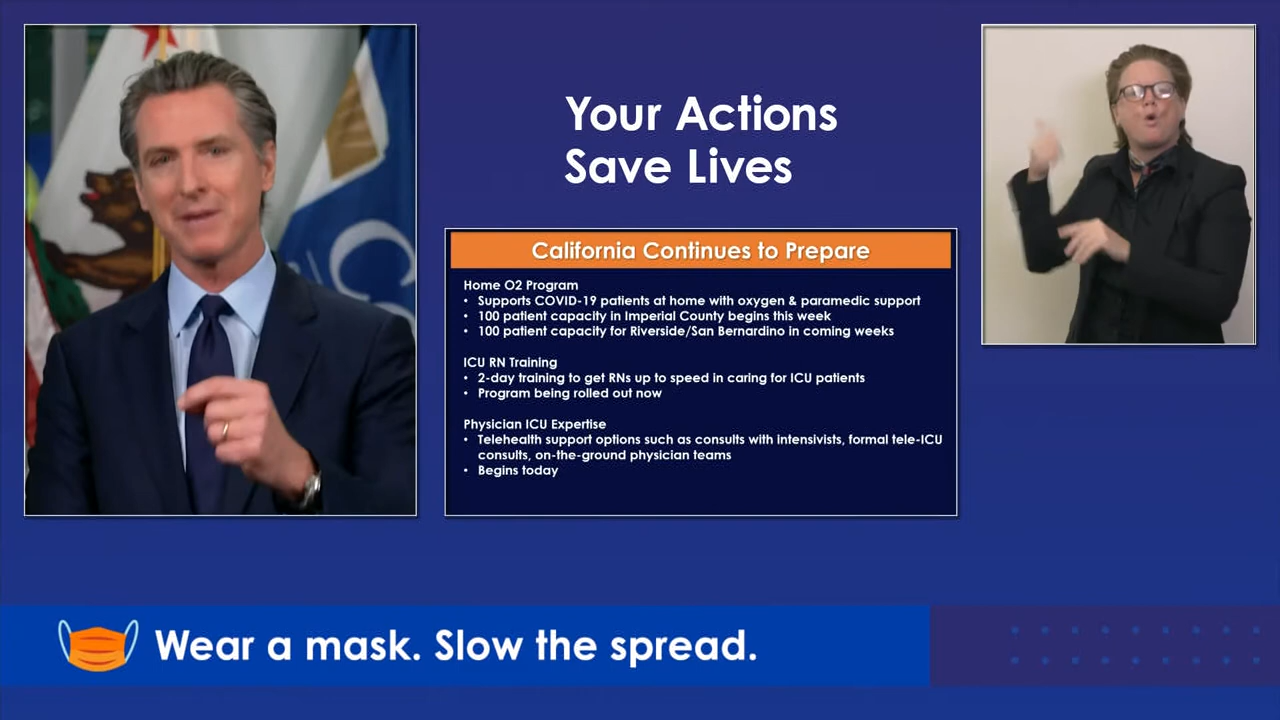 Your Actions
Save Lives
California Continues to Prepare
Home O2 Program
• Supports COVID-19 patients at home with oxygen & paramedic support
• 100 patient capacity in Imperial County begins this week
• 100 patient capacity for Riverside/San Bernardino in coming weeks
ICU RN Training
• 2-day training to get RNs up to speed in caring for ICU patients
• Program being rolled out now
Physician ICU Expertise
• Telehealth support options such as consults with intensivists, formal tele-ICU
consults, on-the-ground physician teams
• Begins today
Wear a mask. Slow the spread.